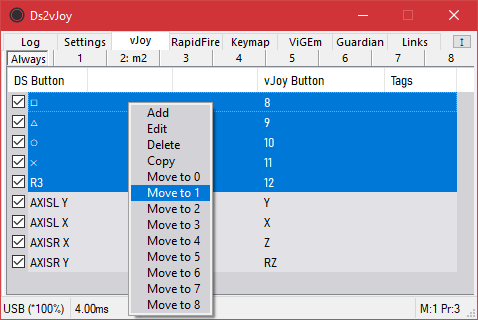 Ds2vJoy
Log Settings vJoy RapidFire Keymap ViGEm Guardian Links
Always 1 2: m2 3 4 5 6 7 8
DS Button vJoy Button Tags
□ 8
△ 9
○ 10
× 11
R3 12
AXISL Y Y
AXISL X X
AXISR X Z
AXISR Y RZ
Add
Edit
Delete
Copy
Move to 0
Move to 1
Move to 2
Move to 3
Move to 4
Move to 5
Move to 6
Move to 7
Move to 8
USB (*100%) 4.00ms M:1 Pr:3